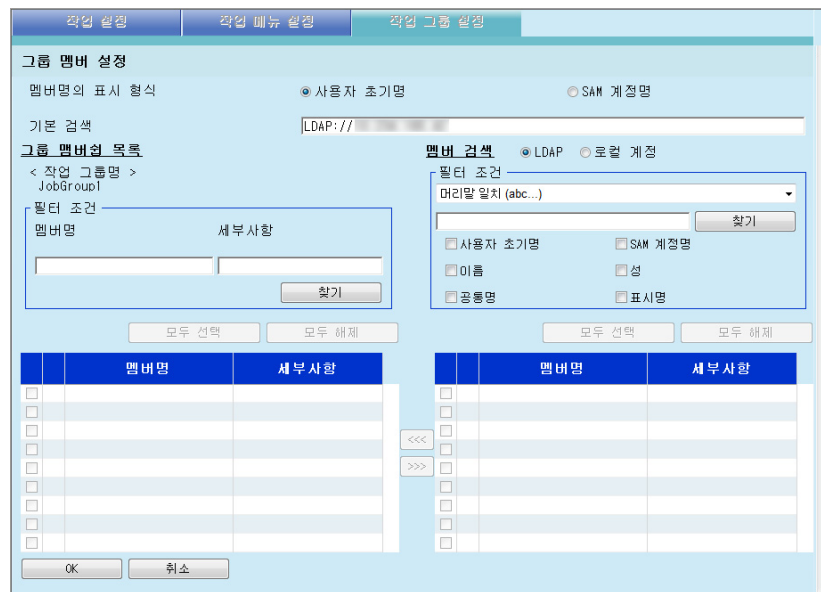 작업 설정 작업 메뉴 설정 작업 그룹 설정
그룹 멤버 설정
멤버명의 표시 형식 사용자 초기명 SAM 계정명
기본 검색 LDAP://
그룹 맴버쉽 목록
< 작업 그룹명 >
JobGroup1
필터 조건
멤버명 세부사항
찾기
모두 선택 모두 해제
멤버명 세부사항
멤버 검색 LDAP 로컬 계정
필터 조건
머리말 일치 (abc...)
찾기
사용자 초기명 SAM 계정명
이름 성
공통명 표시명
모두 선택 모두 해제
멤버명 세부사항
<<<
>>>
OK 취소